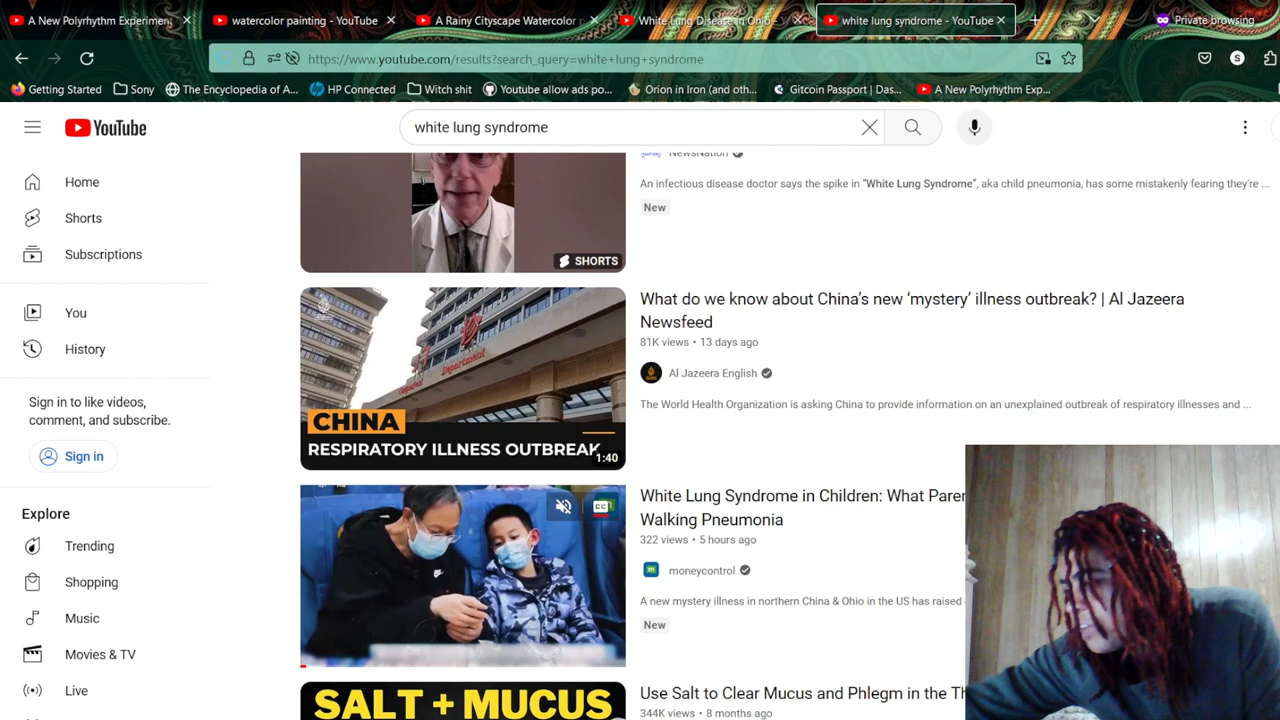 A New Polyrhythm Experiment
watercolor painting - YouTube
A Rainy Cityscape Watercolor
White Lung Disease in Ohio -
white lung syndrome - YouTube
Private browsing
https://www.youtube.com/results?search_query=white+lung+syndrome
S
Getting Started
Sony
The Encyclopedia of A...
HP Connected
Witch shit
Youtube allow ads po...
Orion in Iron (and oth...
Gitcoin Passport | Das...
A New Polyrhythm Exp...
YouTube
white lung syndrome
Home
Shorts
Subscriptions
You
History
Sign in to like videos,
comment, and subscribe.
Sign in
Explore
Trending
Shopping
Music
Movies & TV
Live
SHORTS
NewsNation
An infectious disease doctor says the spike in “White Lung Syndrome”, aka child pneumonia, has some mistakenly fearing they're ...
New
CHINA
RESPIRATORY ILLNESS OUTBREAK
1:40
What do we know about China’s new ‘mystery’ illness outbreak? | Al Jazeera
Newsfeed
81K views • 13 days ago
Al Jazeera English
The World Health Organization is asking China to provide information on an unexplained outbreak of respiratory illnesses and ...
CC
White Lung Syndrome in Children: What Paren
Walking Pneumonia
322 views • 5 hours ago
moneycontrol
A new mystery illness in northern China & Ohio in the US has raised
New
SALT + MUCUS
Use Salt to Clear Mucus and Phlegm in the Th
344K views • 8 months ago